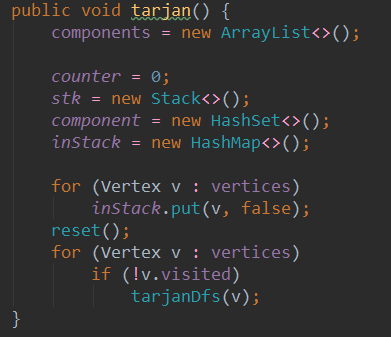 public void tarjan() {
    components = new ArrayList<>();

    counter = 0;
    stk = new Stack<>();
    component = new HashSet<>();
    inStack = new HashMap<>();

    for (Vertex v : vertices)
        inStack.put(v, false);
    reset();
    for (Vertex v : vertices)
        if (!v.visited)
            tarjanDfs(v);
}